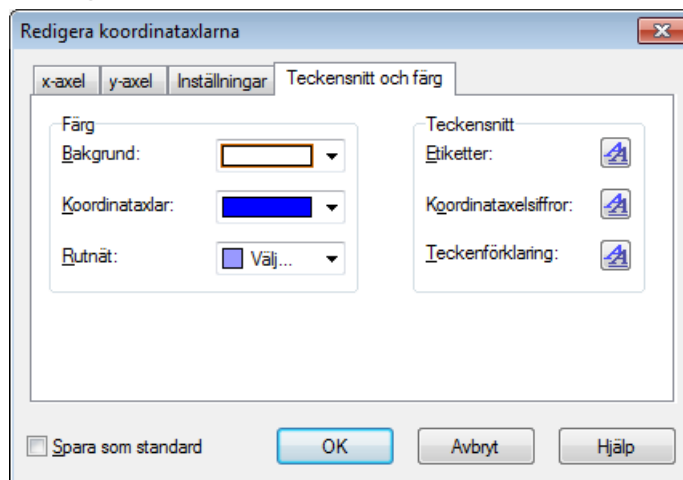 Redigera koordinataxlarna
x-axel y-axel Inställningar Teckensnitt och färg
Färg
Bakgrund:
Koordinataxlar:
Rutnät:
Välj...
Teckensnitt
Etiketter:
Koordinataxelsiffror:
Teckenförklaring:
Spara som standard
OK
Avbryt
Hjälp